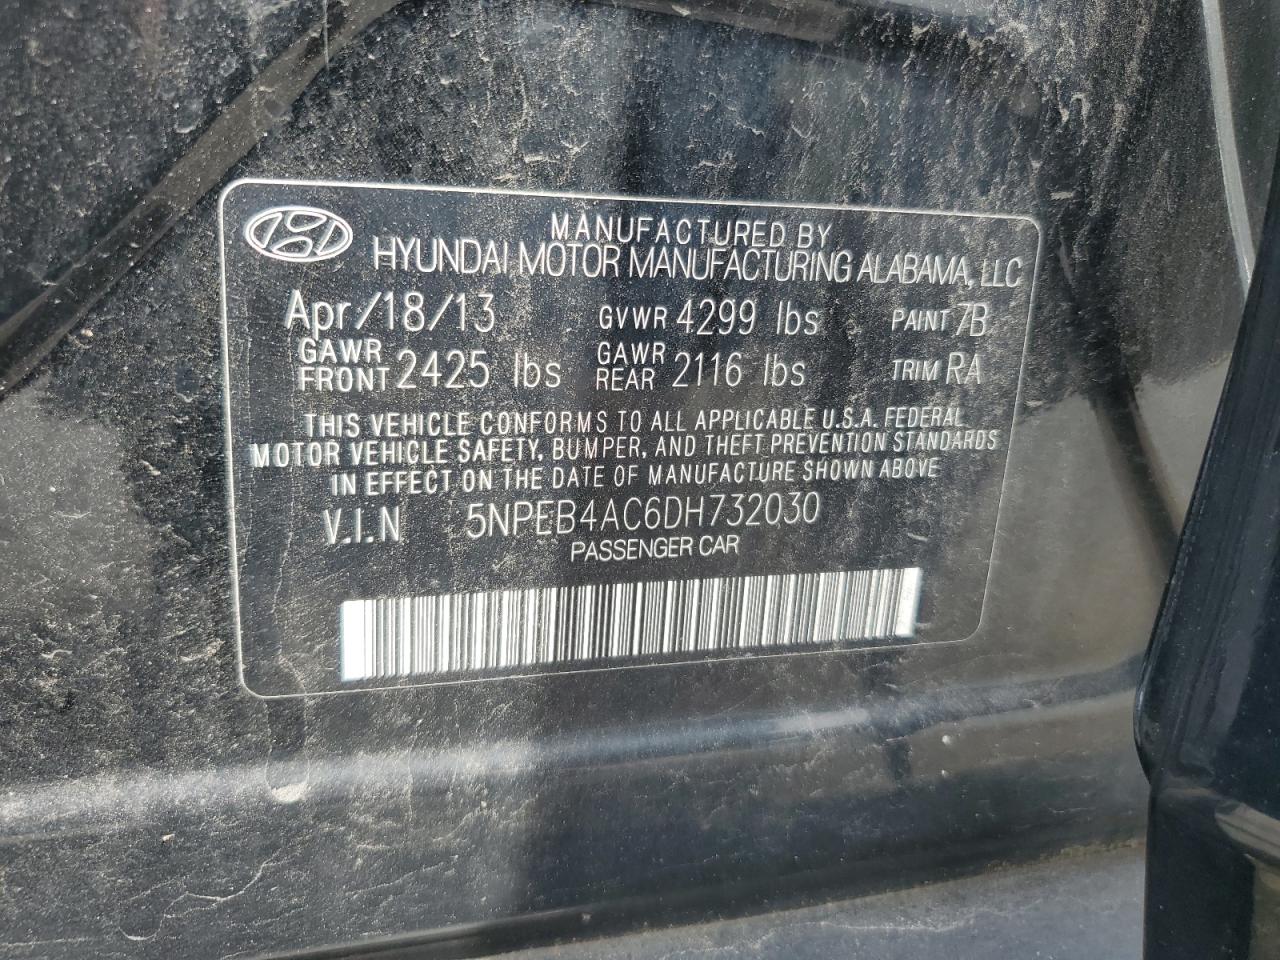 MANUFACTURED BY
HYUNDAI MOTOR MANUFACTURING ALABAMA, LLC
Apr/18/13 GVWR 4299 lbs PAINT 7B
GAWR FRONT 2425 lbs GAWR REAR 2116 lbs TRIM RA
THIS VEHICLE CONFORMS TO ALL APPLICABLE U.S.A. FEDERAL
MOTOR VEHICLE SAFETY, BUMPER, AND THEFT PREVENTION STANDARDS
IN EFFECT ON THE DATE OF MANUFACTURE SHOWN ABOVE
V.I.N 5NPEB4AC6DH732030
PASSENGER CAR